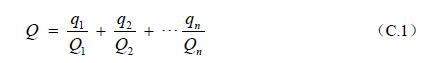 Q = q₁/Q₁ + q₂/Q₂ + ⋯ qₙ/Qₙ (C.1)